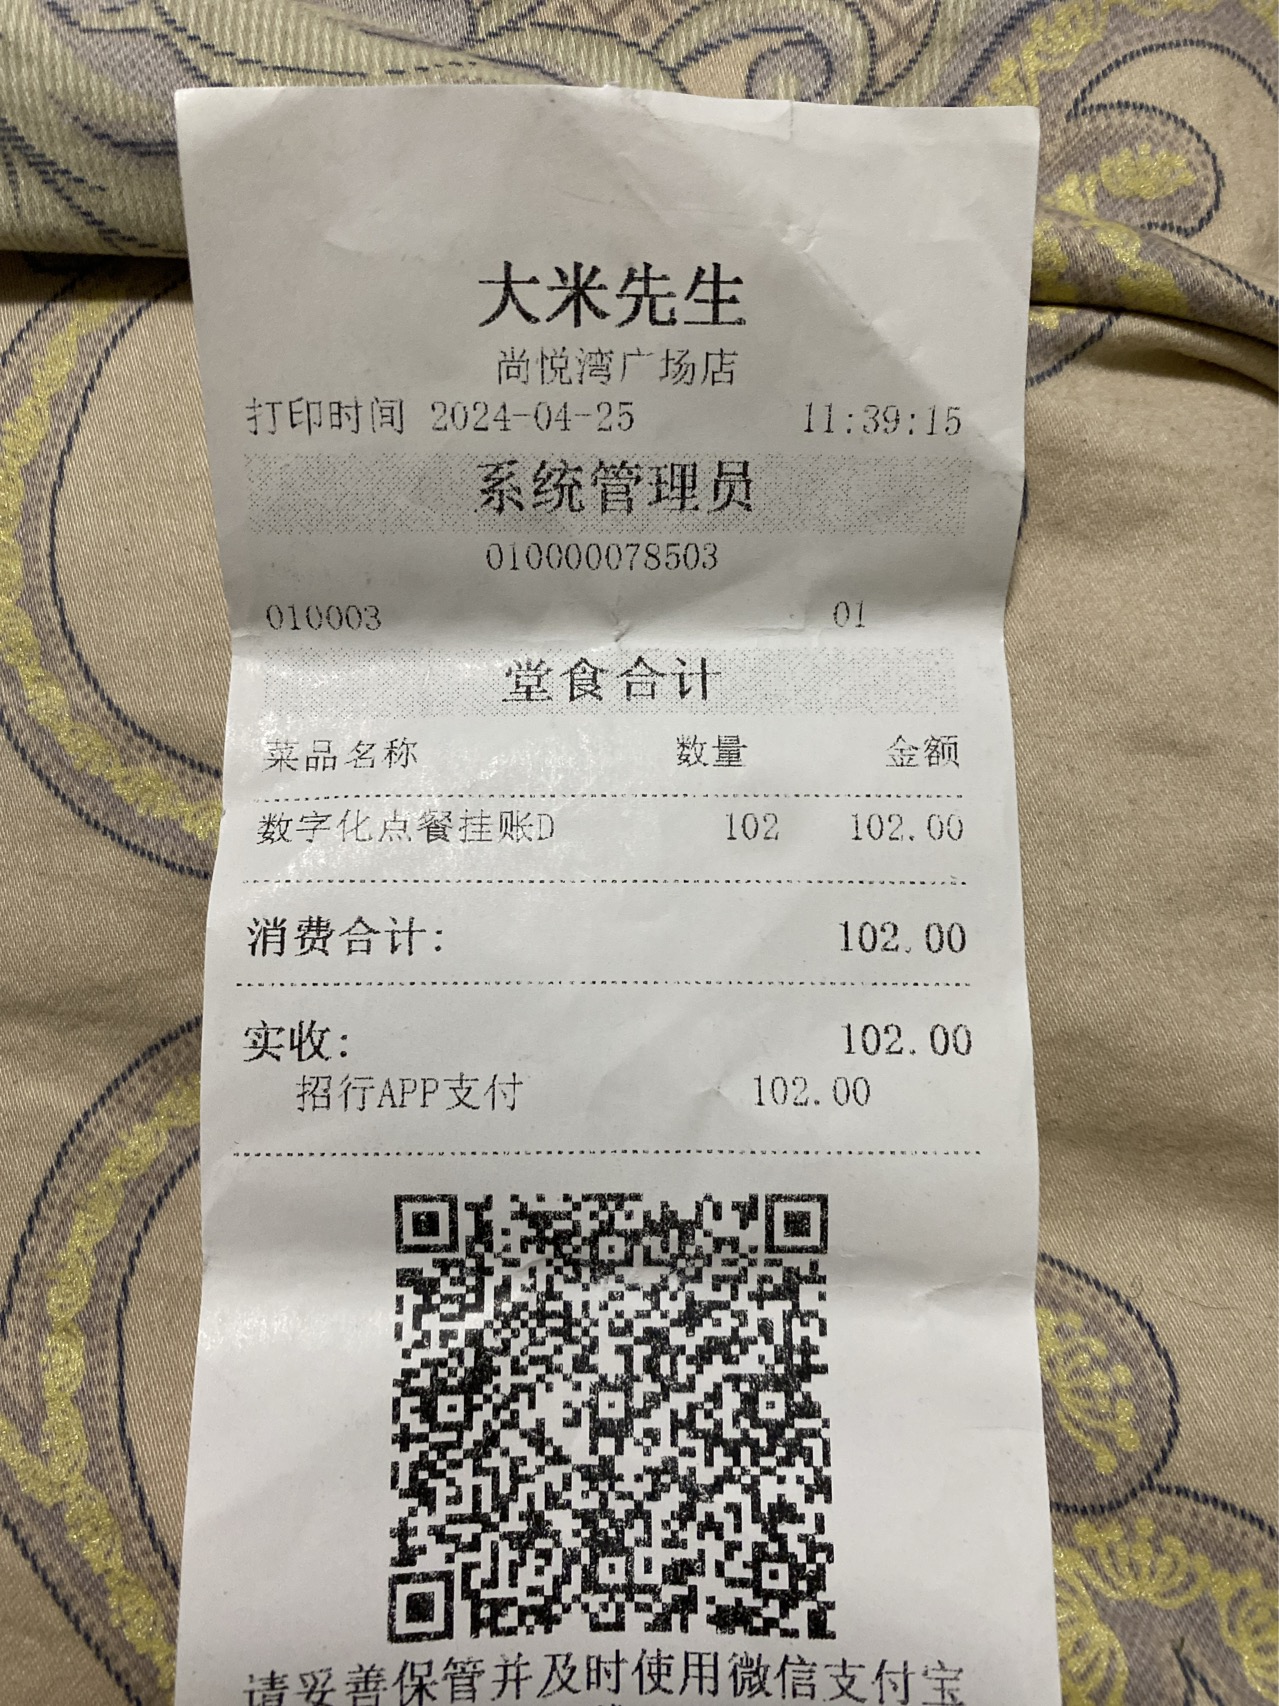 大米先生
尚悦湾广场店
打印时间 2024-04-25 11:39:15
系统管理员
010000078503
010003 01
堂食合计
菜品名称 数量 金额
数字化点餐挂账D 102 102.00
消费合计: 102.00
实收: 102.00
招行APP支付 102.00
请妥善保管并及时使用微信支付宝